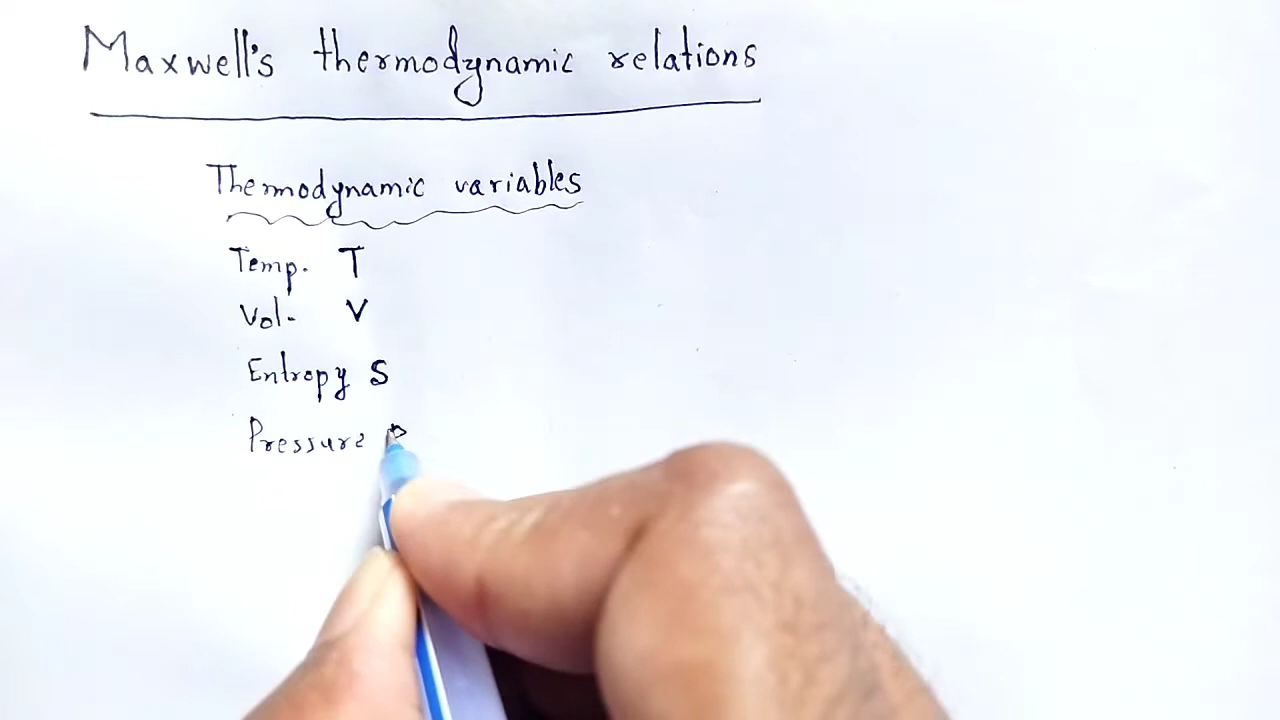 Maxwell's thermodynamic relations
Thermodynamic variables
Temp. T
Vol. V
Entropy S
Pressure P